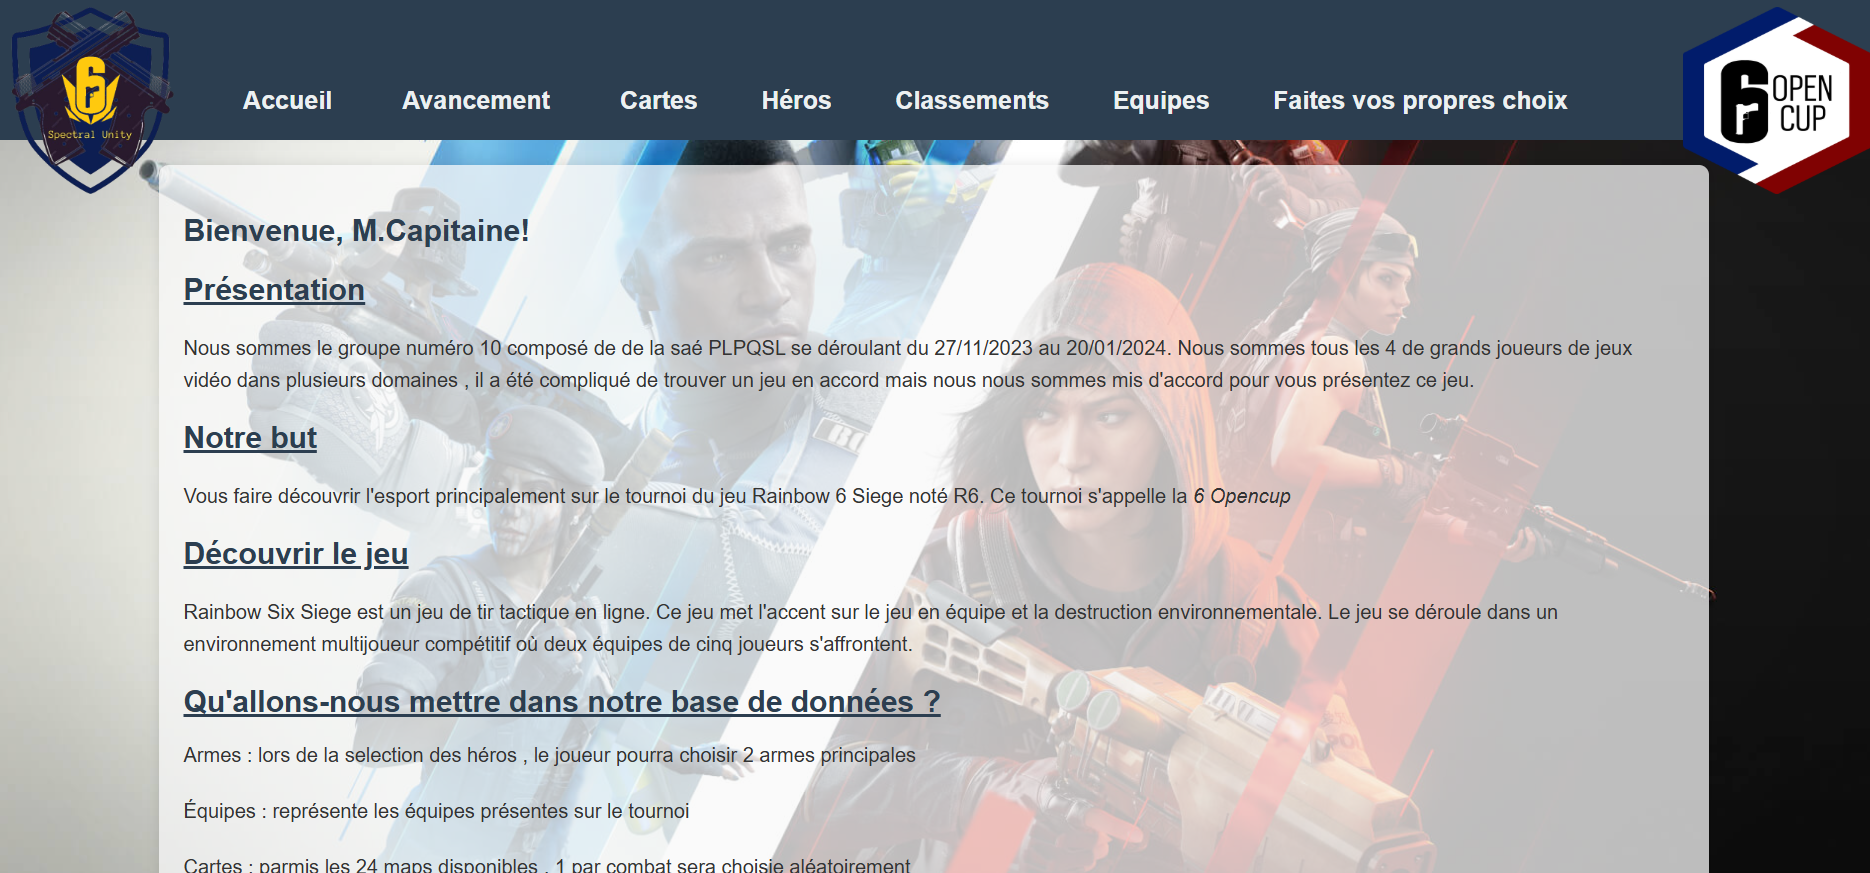 Spectral Unity
Accueil Avancement Cartes Héros Classements Equipes Faites vos propres choix
6 OPEN
CUP
Bienvenue, M.Capitaine!
Présentation
Nous sommes le groupe numéro 10 composé de de la saé PLPQSL se déroulant du 27/11/2023 au 20/01/2024. Nous sommes tous les 4 de grands joueurs de jeux
vidéo dans plusieurs domaines , il a été compliqué de trouver un jeu en accord mais nous nous sommes mis d'accord pour vous présentez ce jeu.
Notre but
Vous faire découvrir l'esport principalement sur le tournoi du jeu Rainbow 6 Siege noté R6. Ce tournoi s'appelle la 6 Opencup
Découvrir le jeu
Rainbow Six Siege est un jeu de tir tactique en ligne. Ce jeu met l'accent sur le jeu en équipe et la destruction environnementale. Le jeu se déroule dans un
environnement multijoueur compétitif où deux équipes de cinq joueurs s'affrontent.
Qu'allons-nous mettre dans notre base de données ?
Armes : lors de la selection des héros , le joueur pourra choisir 2 armes principales
Équipes : représente les équipes présentes sur le tournoi
Cartes : parmis les 24 maps disponibles , 1 par combat sera choisie aléatoirement